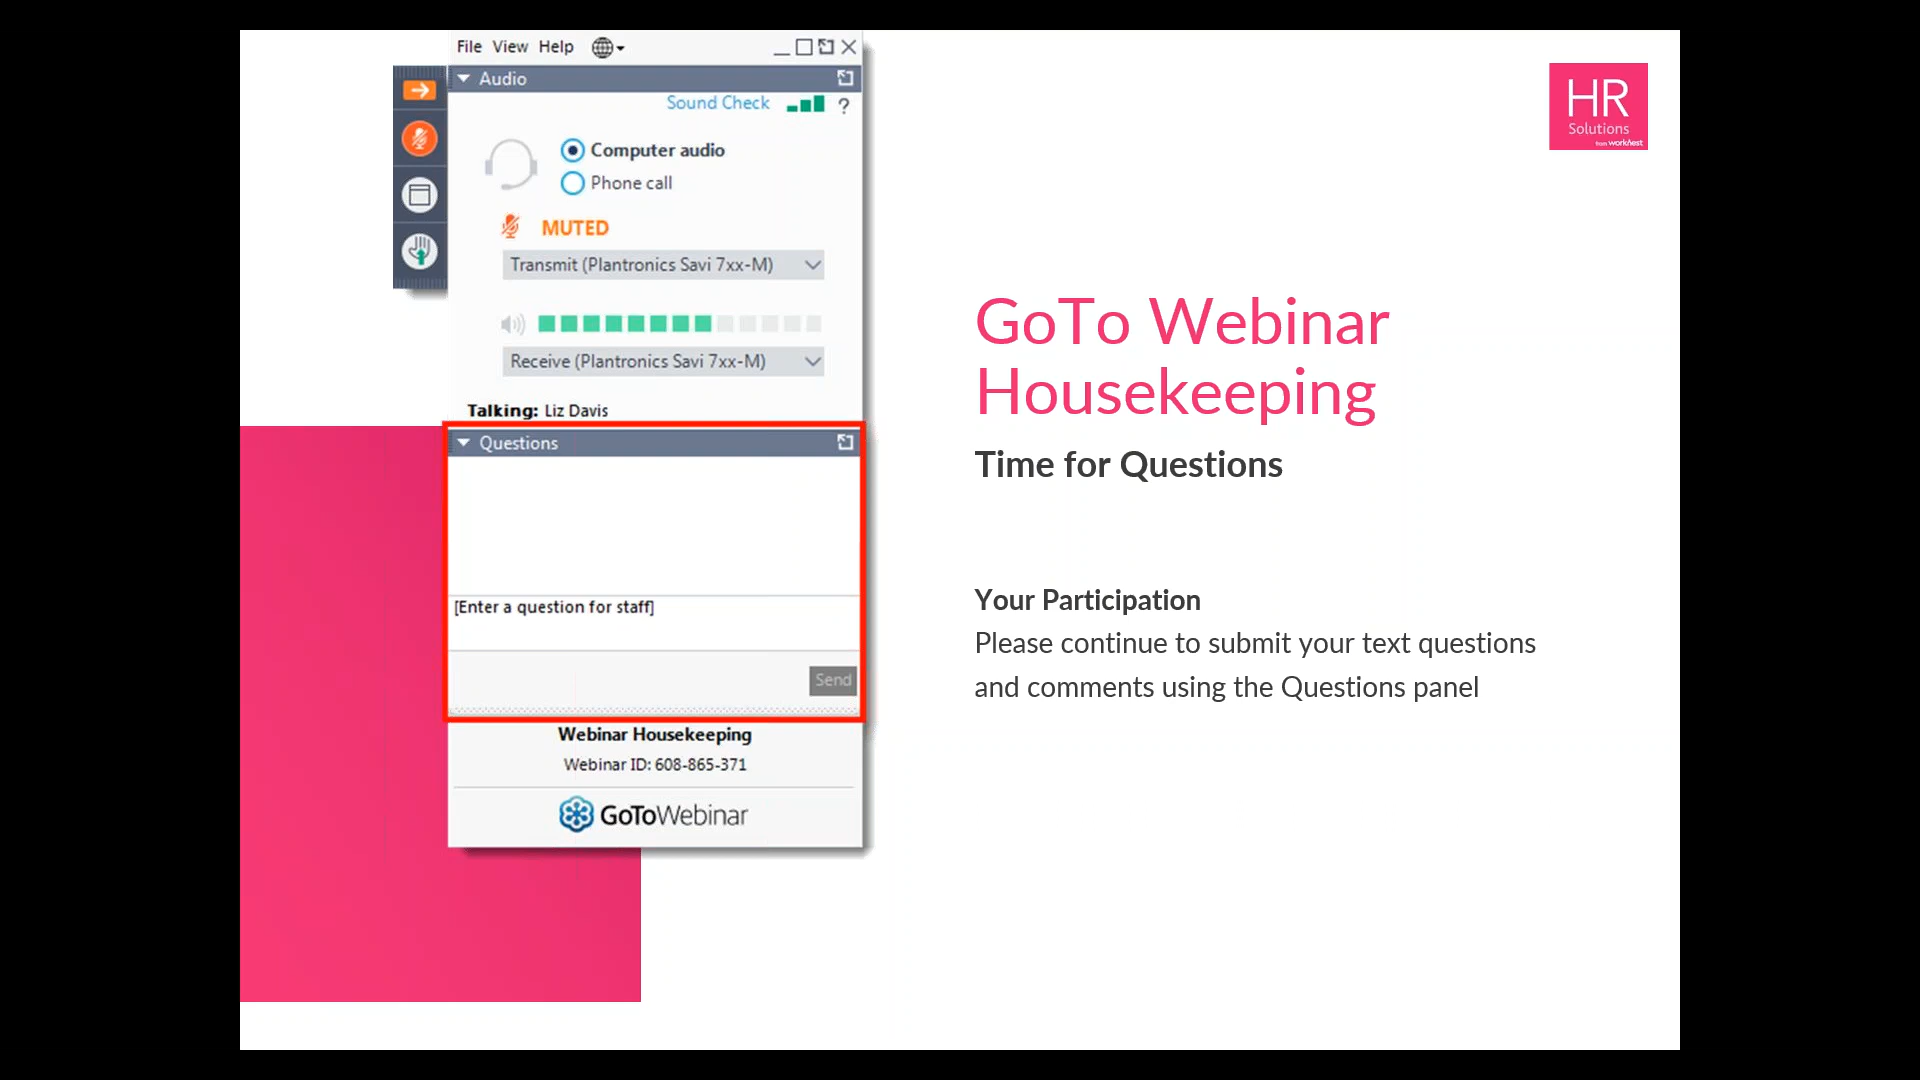 File View Help
Audio
Sound Check ?
Computer audio
Phone call
MUTED
Transmit (Plantronics Savi 7xx-M)
Receive (Plantronics Savi 7xx-M)
Talking: Liz Davis
Questions
[Enter a question for staff]
Send
Webinar Housekeeping
Webinar ID: 608-865-371
GoToWebinar
HR
Solutions
from worknest
GoTo Webinar
Housekeeping
Time for Questions
Your Participation
Please continue to submit your text questions
and comments using the Questions panel